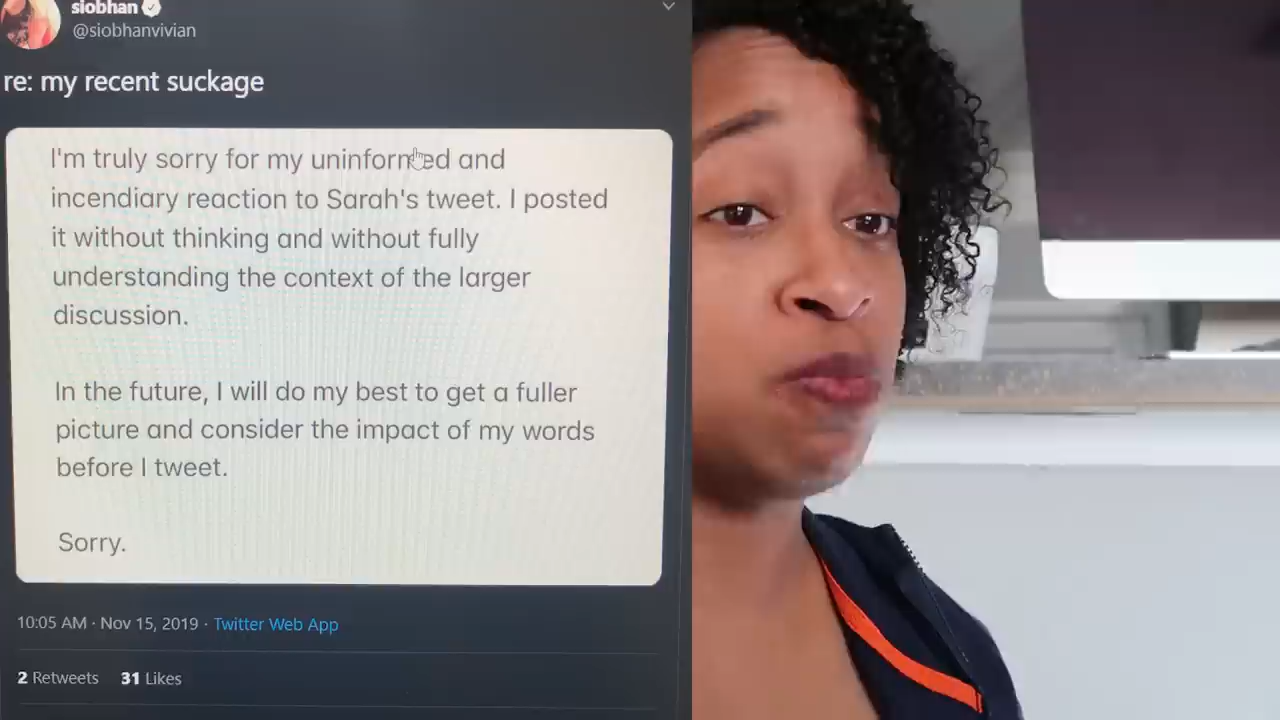 siobhan
@siobhanvivian
re: my recent suckage
I'm truly sorry for my uninformed and
incendiary reaction to Sarah's tweet. I posted
it without thinking and without fully
understanding the context of the larger
discussion.
In the future, I will do my best to get a fuller
picture and consider the impact of my words
before I tweet.
Sorry.
10:05 AM · Nov 15, 2019 · Twitter Web App
2 Retweets 31 Likes